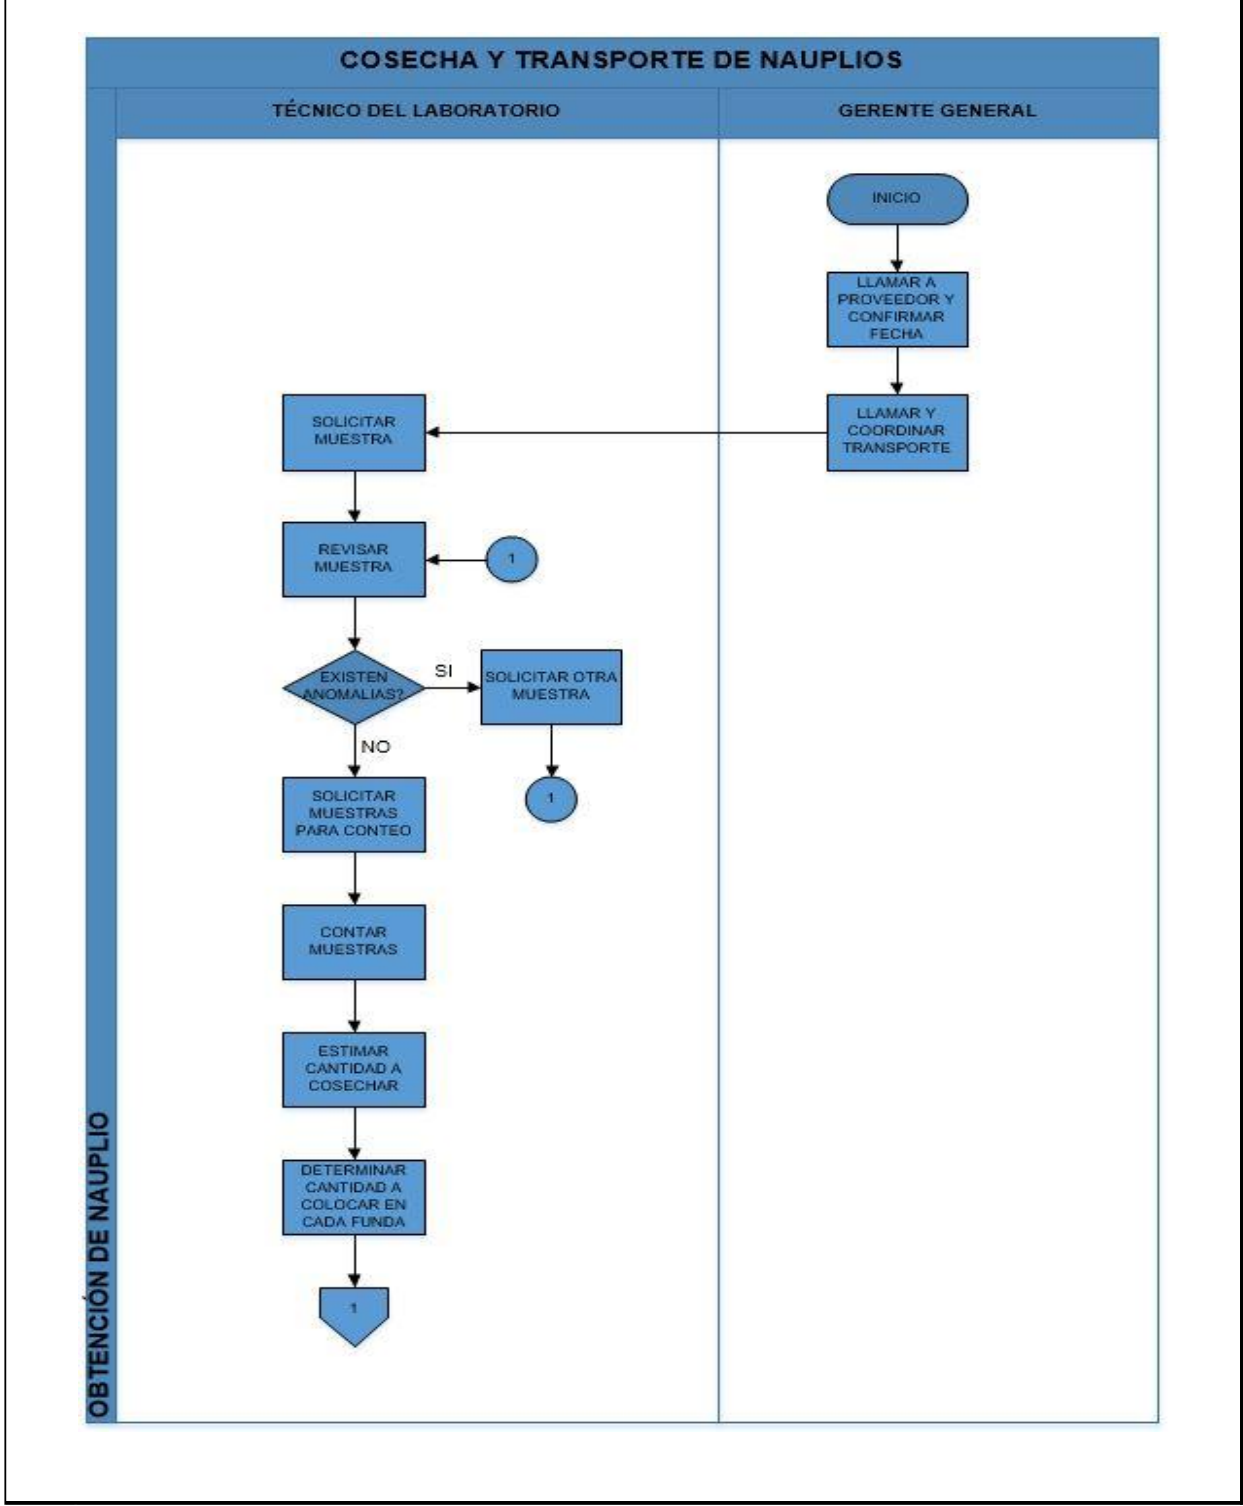 COSECHA Y TRANSPORTE DE NAUPLIOS
TÉCNICO DEL LABORATORIO
GERENTE GENERAL
INICIO
LLAMAR A
PROVEEDOR Y
CONFIRMAR
FECHA
LLAMAR Y
COORDINAR
TRANSPORTE
SOLICITAR
MUESTRA
REVISAR
MUESTRA
1
EXISTEN
ANOMALIAS?
SI
SOLICITAR OTRA
MUESTRA
1
NO
SOLICITAR
MUESTRAS
PARA CONTEO
CONTAR
MUESTRAS
ESTIMAR
CANTIDAD A
COSECHAR
DETERMINAR
CANTIDAD A
COLOCAR EN
CADA FUNDA
1
OBTENCIÓN DE NAUPLIO